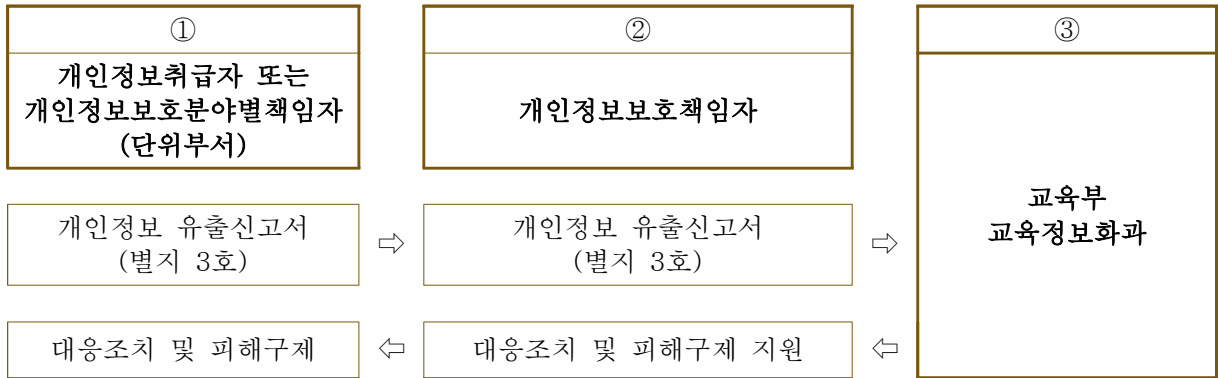 ①
개인정보취급자 또는
개인정보보호분야별책임자
(단위부서)
②
개인정보보호책임자
③
교육부
교육정보화과
개인정보 유출신고서
(별지 3호)
⇨
개인정보 유출신고서
(별지 3호)
⇨
대응조치 및 피해구제
⇦
대응조치 및 피해구제 지원
⇦